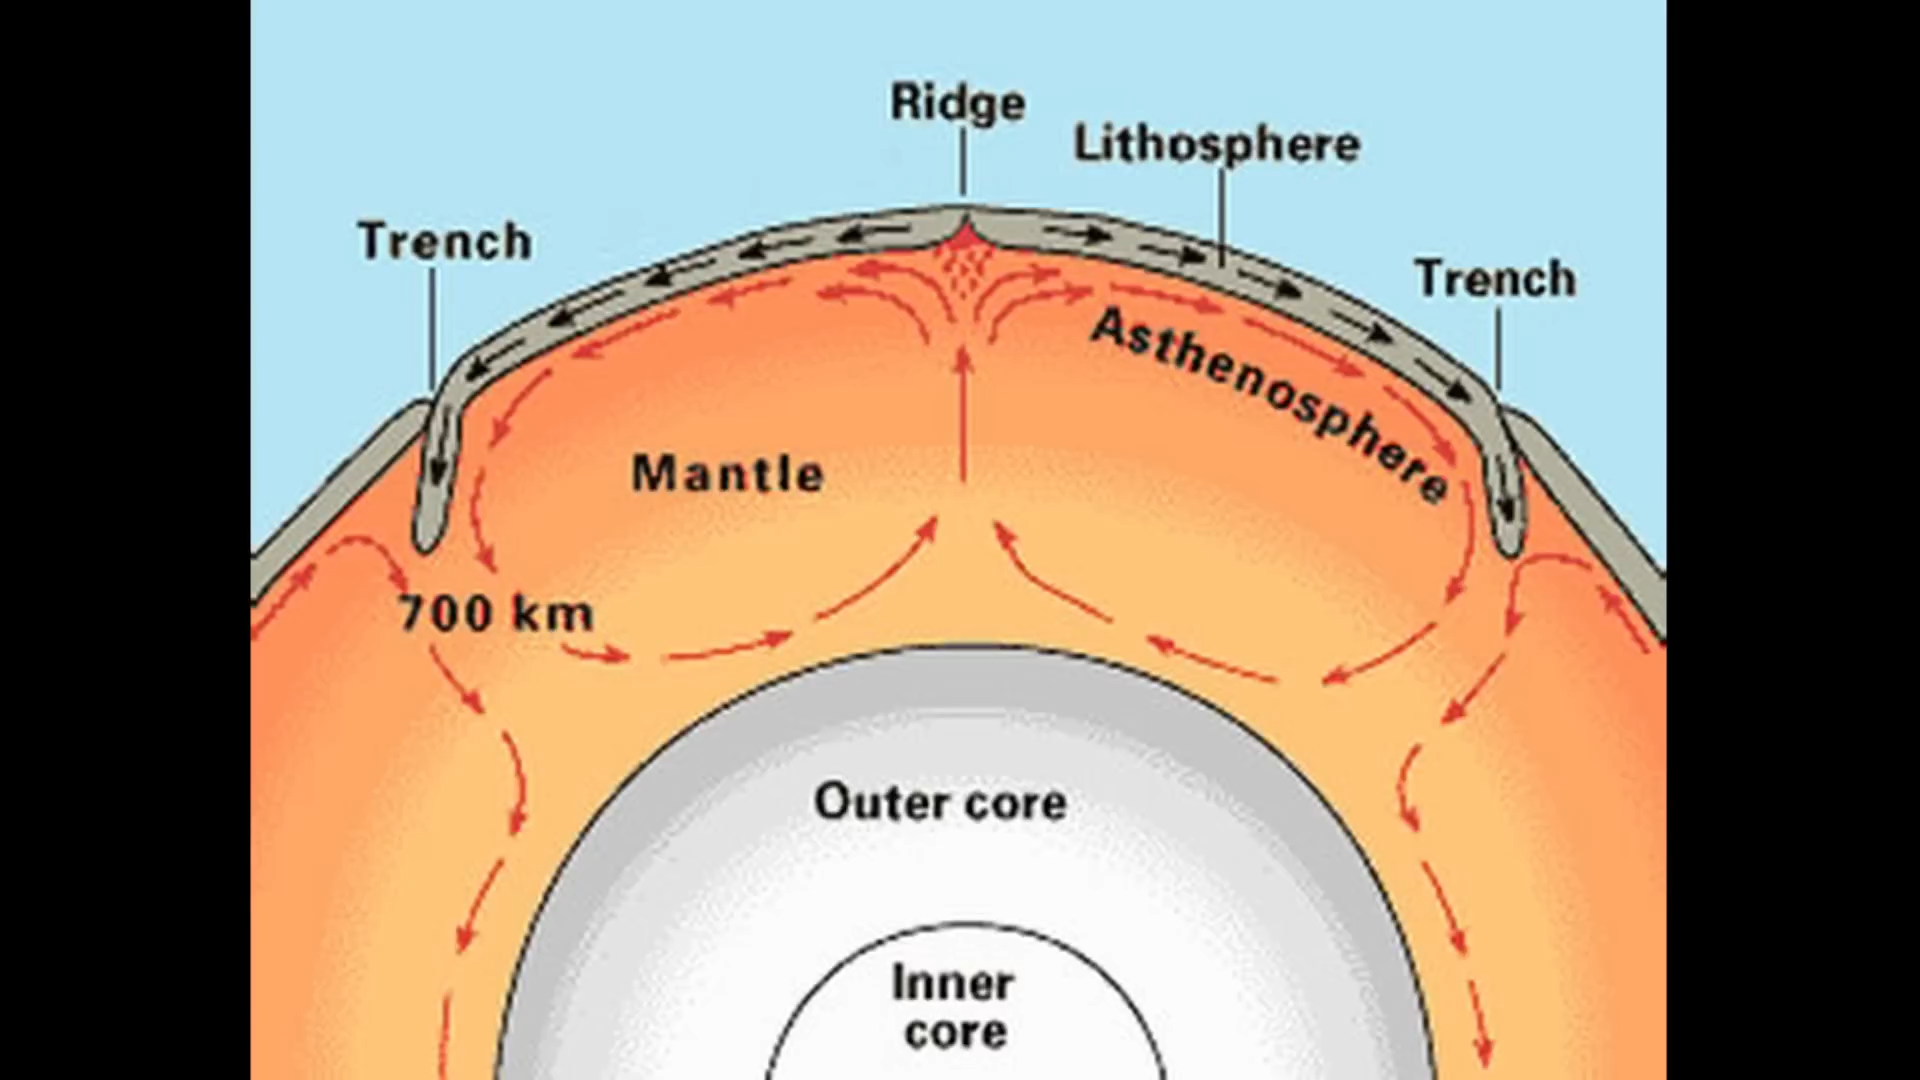 Ridge
Lithosphere
Trench
Trench
Asthenosphere
Mantle
700 km
Outer core
Inner
core